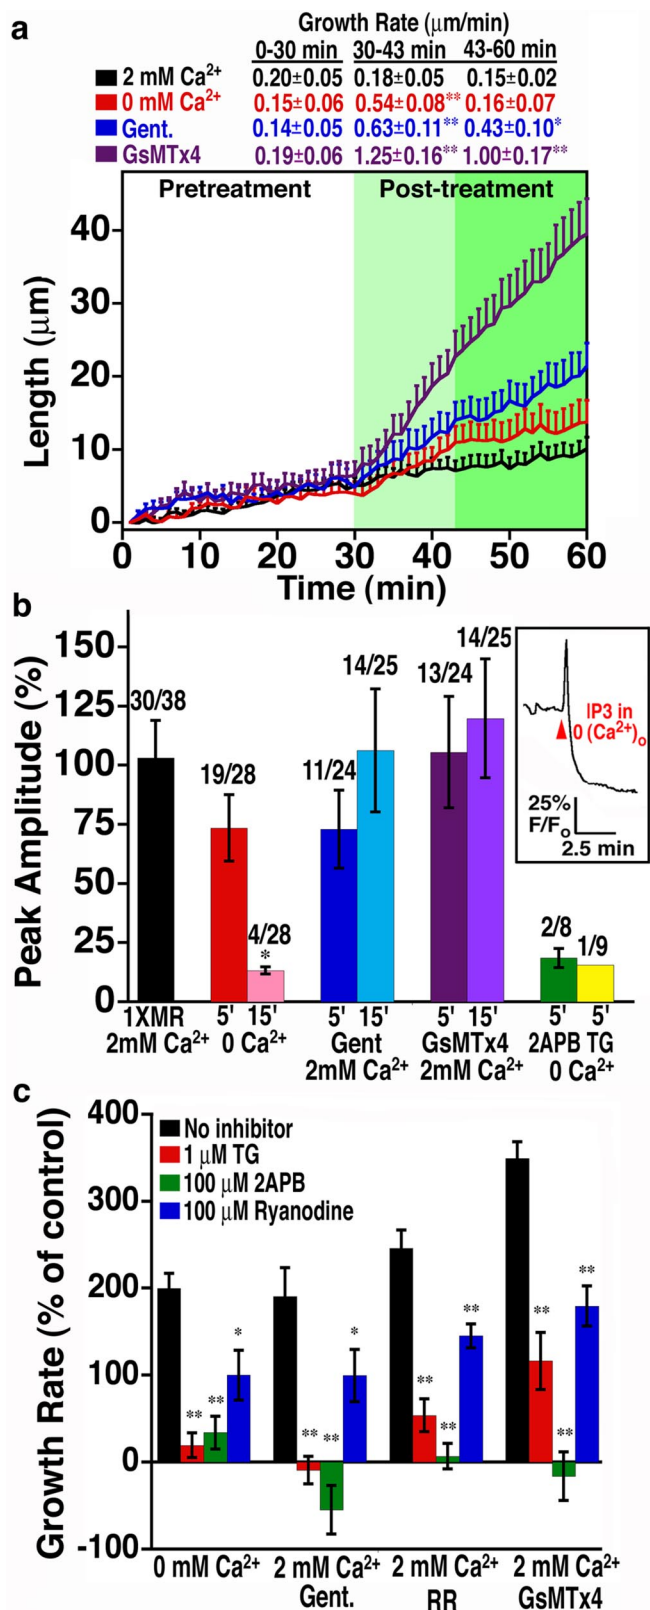 a
Growth Rate (μm/min)
0-30 min 30-43 min 43-60 min
2 mM Ca²⁺ 0.20±0.05 0.18±0.05 0.15±0.02
0 mM Ca²⁺ 0.15±0.06 0.54±0.08** 0.16±0.07
Gent. 0.14±0.05 0.63±0.11** 0.43±0.10*
GsMTx4 0.19±0.06 1.25±0.16** 1.00±0.17**
Pretreatment Post-treatment
Length (μm)
40
30
20
10
0
0 10 20 30 40 50 60
Time (min)
b
Peak Amplitude (%)
150
125
100
75
50
25
0
30/38
19/28
4/28
*
11/24
14/25
13/24
14/25
2/8
1/9
IP3 in
0 (Ca²⁺)o
25%
F/Fo
2.5 min
5' 15' 5' 15' 5' 15' 5' 5'
1XMR 0 Ca²⁺ Gent GsMTx4 2APB TG
2mM Ca²⁺ 2mM Ca²⁺ 2mM Ca²⁺ 0 Ca²⁺
c
Growth Rate (% of control)
400
300
200
100
0
-100
No inhibitor
1 μM TG
100 μM 2APB
100 μM Ryanodine
** ** *
** ** *
** ** **
** ** **
0 mM Ca²⁺ 2 mM Ca²⁺ 2 mM Ca²⁺ 2 mM Ca²⁺
Gent. RR GsMTx4